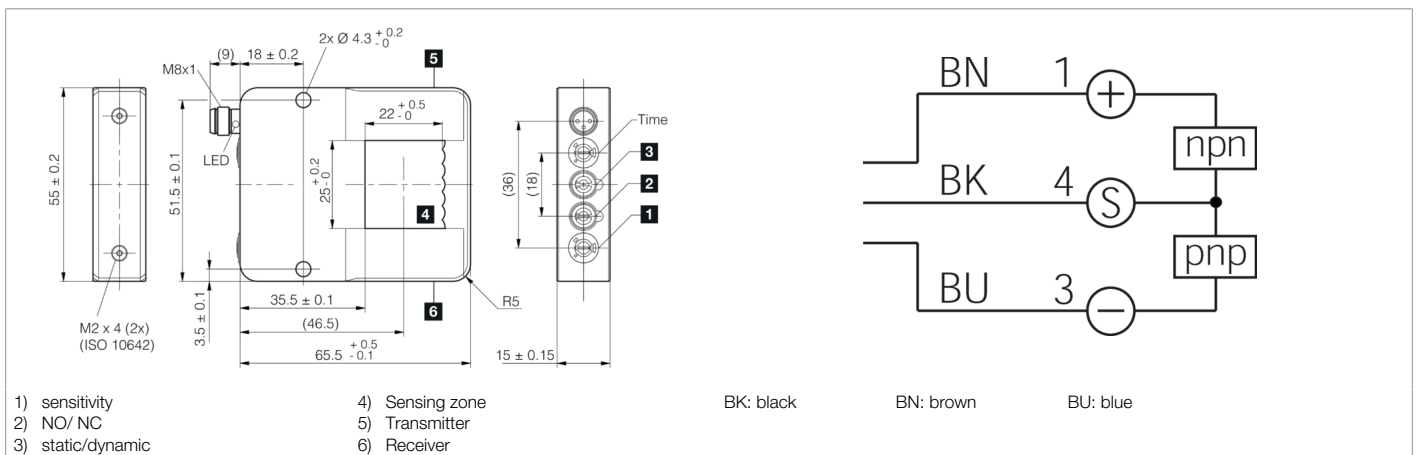 2x Ø 4.3 +0.2 -0
(9)
18 ± 0.2
5
M8x1
22 +0.5 -0
Time
LED
55 ± 0.2
51.5 ± 0.1
25 +0.2 -0
4
(36)
(18)
3
2
1
3.5 ± 0.1
35.5 ± 0.1
6
R5
(46.5)
M2 x 4 (2x)
(ISO 10642)
65.5 +0.5 -0.1
15 ± 0.15
BN 1 +
npn
BK 4 S
pnp
BU 3 −
1) sensitivity
2) NO/ NC
3) static/dynamic
4) Sensing zone
5) Transmitter
6) Receiver
BK: black BN: brown BU: blue